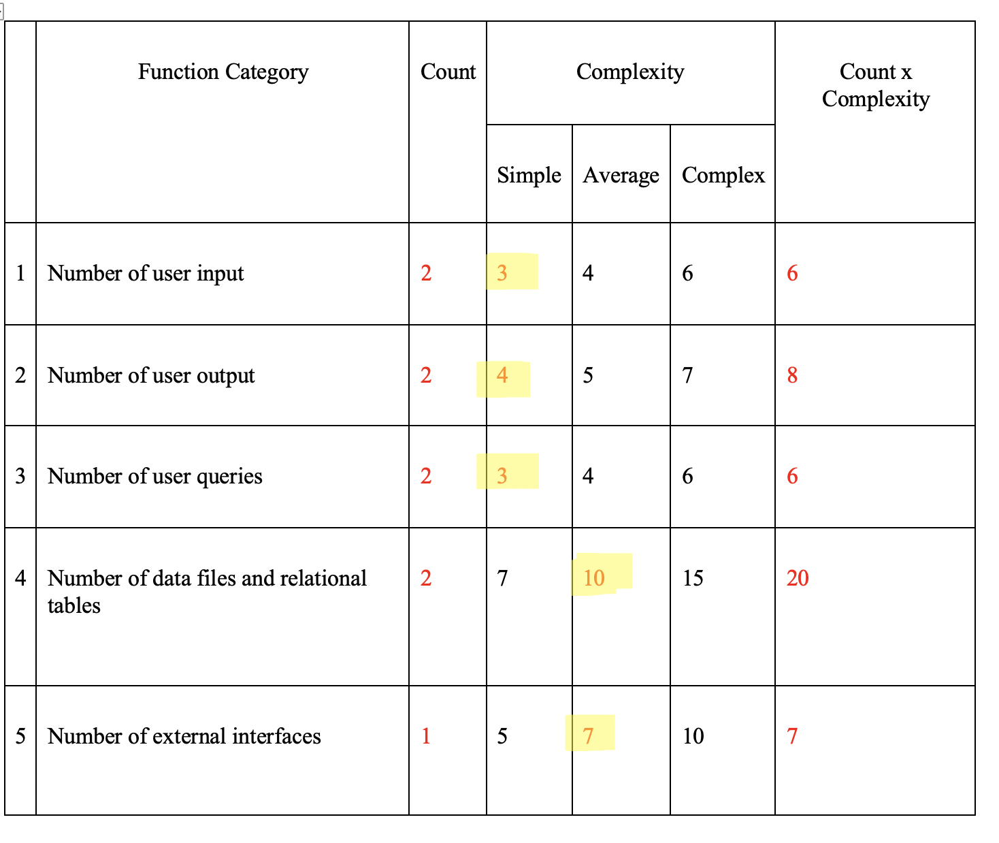 Function Category Count Complexity Count x
Complexity
Simple Average Complex
1 Number of user input 2 3 4 6 6
2 Number of user output 2 4 5 7 8
3 Number of user queries 2 3 4 6 6
4 Number of data files and relational 2 7 10 15 20
tables
5 Number of external interfaces 1 5 7 10 7